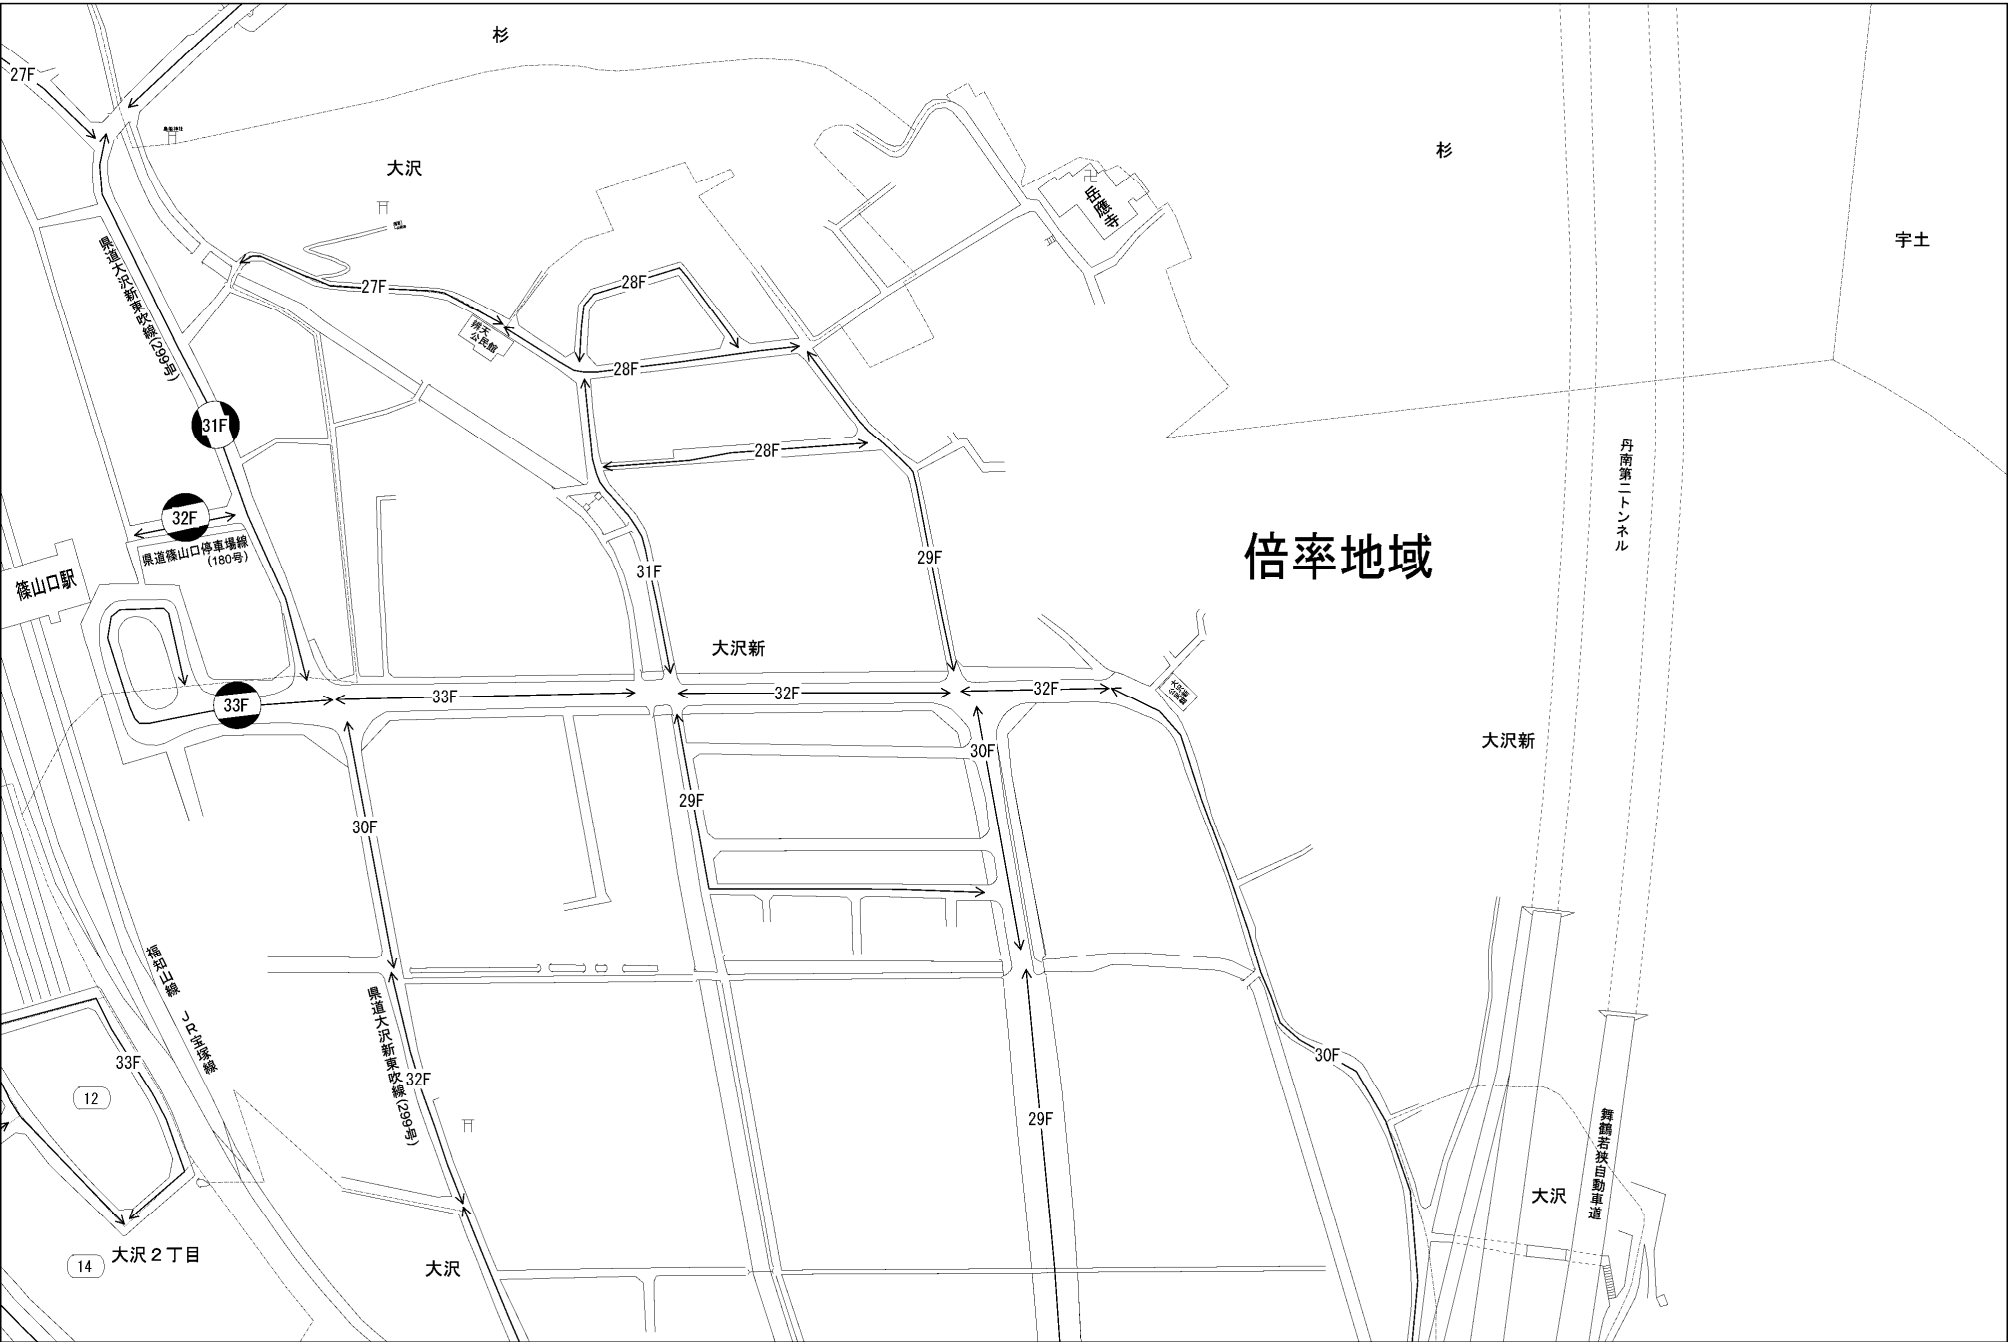 杉
27F
大沢
杉
卍
岳應寺
宇土
県道大沢新東吹線(299号)
27F
28F
弁天
公民館
28F
31F
28F
丹南第二トンネル
32F
県道篠山口停車場線
(180号)
29F
倍率地域
31F
篠山口駅
大沢新
33F
33F
32F
32F
大沢新
30F
29F
30F
福知山線
JR宝塚線
県道大沢新東吹線(299号)
33F
30F
12
32F
29F
舞鶴若狭自動車道
大沢
大沢２丁目
14
大沢